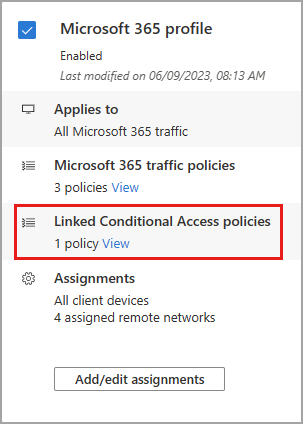 Microsoft 365 profile
Enabled
Last modified on 06/09/2023, 08:13 AM
Applies to
All Microsoft 365 traffic
Microsoft 365 traffic policies
3 policies View
Linked Conditional Access policies
1 policy View
Assignments
All client devices
4 assigned remote networks
Add/edit assignments